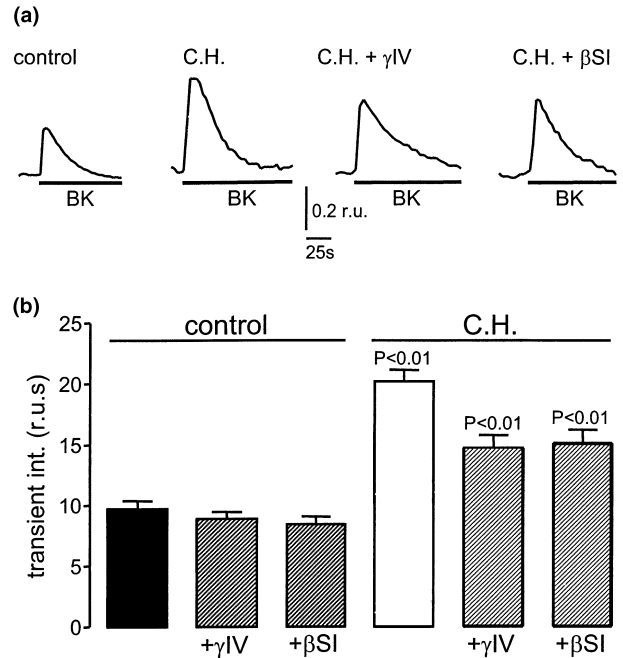 (a)
control
C.H.
C.H. + γIV
C.H. + βSI
BK
BK
BK
BK
0.2 r.u.
25s
(b)
control
C.H.
transient int. (r.u.s)
25
20
15
10
5
0
P<0.01
P<0.01
P<0.01
+γIV
+βSI
+γIV
+βSI